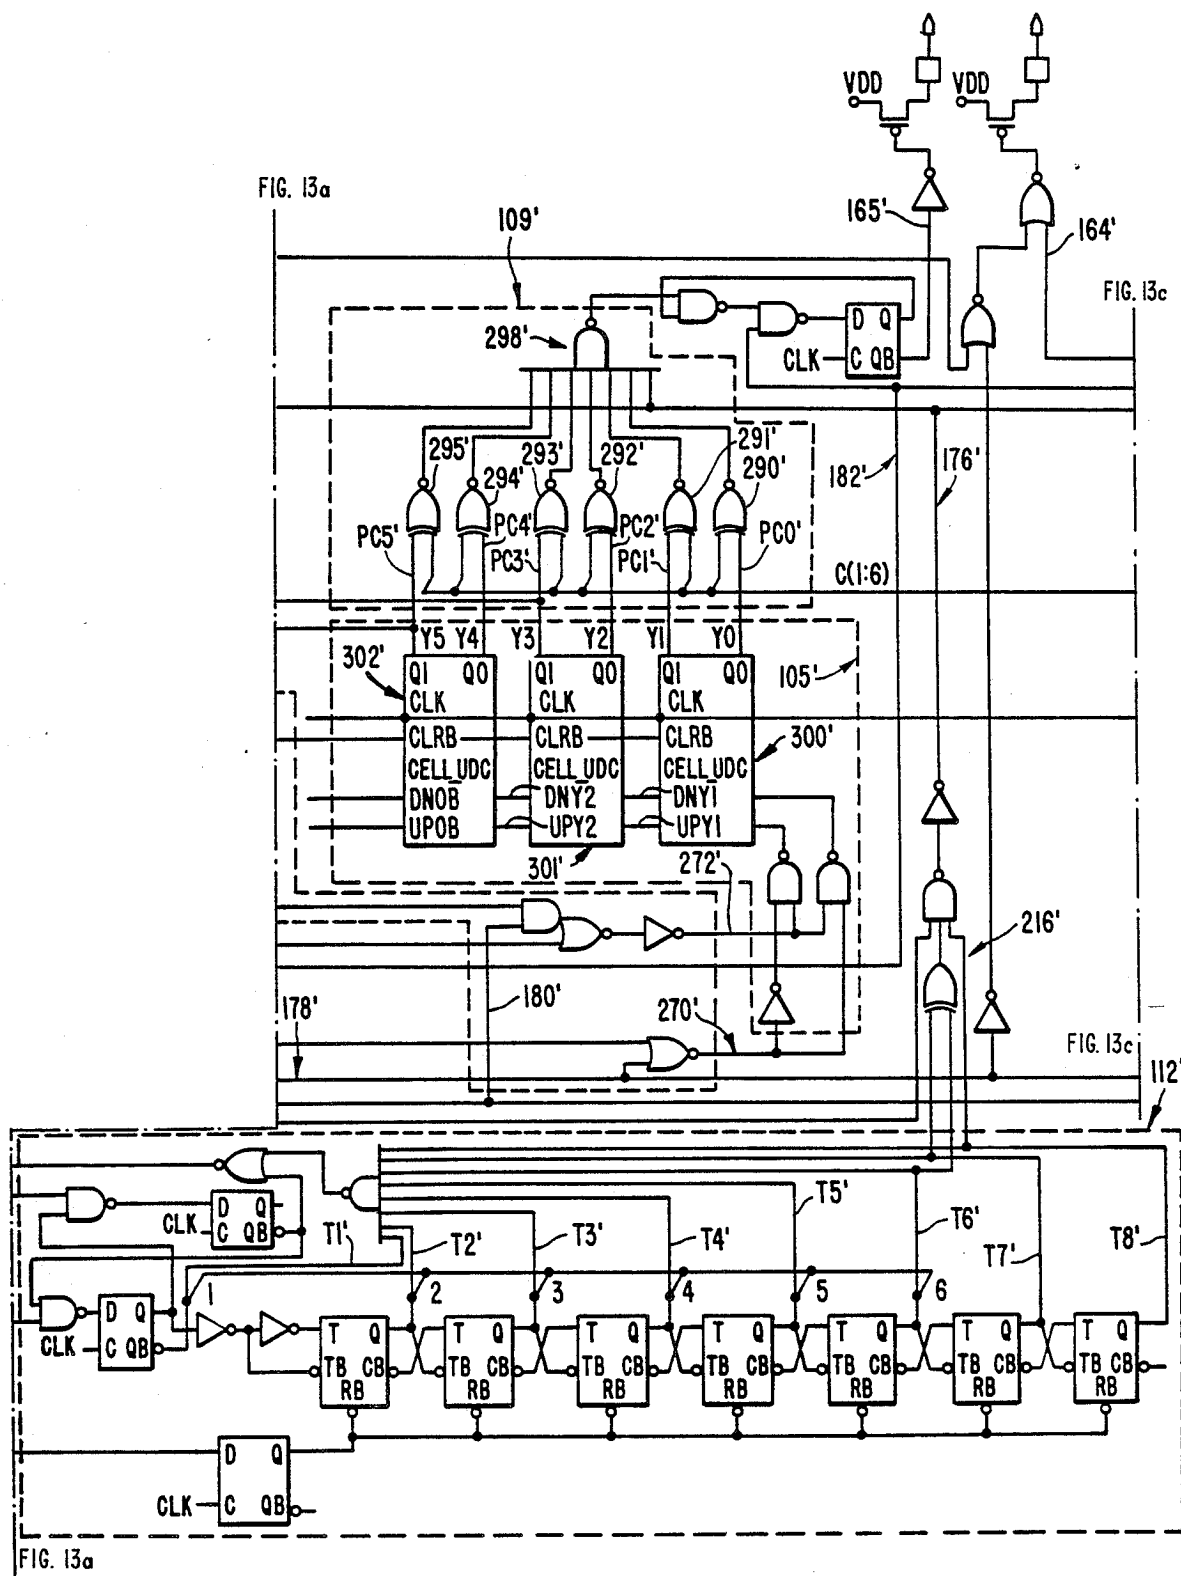 VDD VDD
FIG. 13a
109'
165'
164'
FIG. 13c
298'
D Q
CLK C QB
295'
294'
293'
292'
291'
290'
182'
176'
PC5'
PC4'
PC3'
PC2'
PC1'
PC0'
C(1:6)
Y5 Y4 Y3 Y2 Y1 Y0
302'
105'
Q1 Q0 Q1 Q0 Q1 Q0
CLK CLK CLK
CLRB CLRB CLRB
300'
CELL_UDC CELL_UDC CELL_UDC
DN0B DNY2 DNY1
UP0B UPY2 UPY1
301'
272'
216'
180'
178'
270'
FIG. 13c
112'
D Q
CLK C QB
T1'
T2'
T3'
T4'
T5'
T6'
T7'
T8'
1 2 3 4 5 6
D Q
CLK C QB
T Q T Q T Q T Q T Q T Q T Q
TB CB TB CB TB CB TB CB TB CB TB CB TB CB
RB RB RB RB RB RB RB
D Q
CLK C QB
FIG. 13a